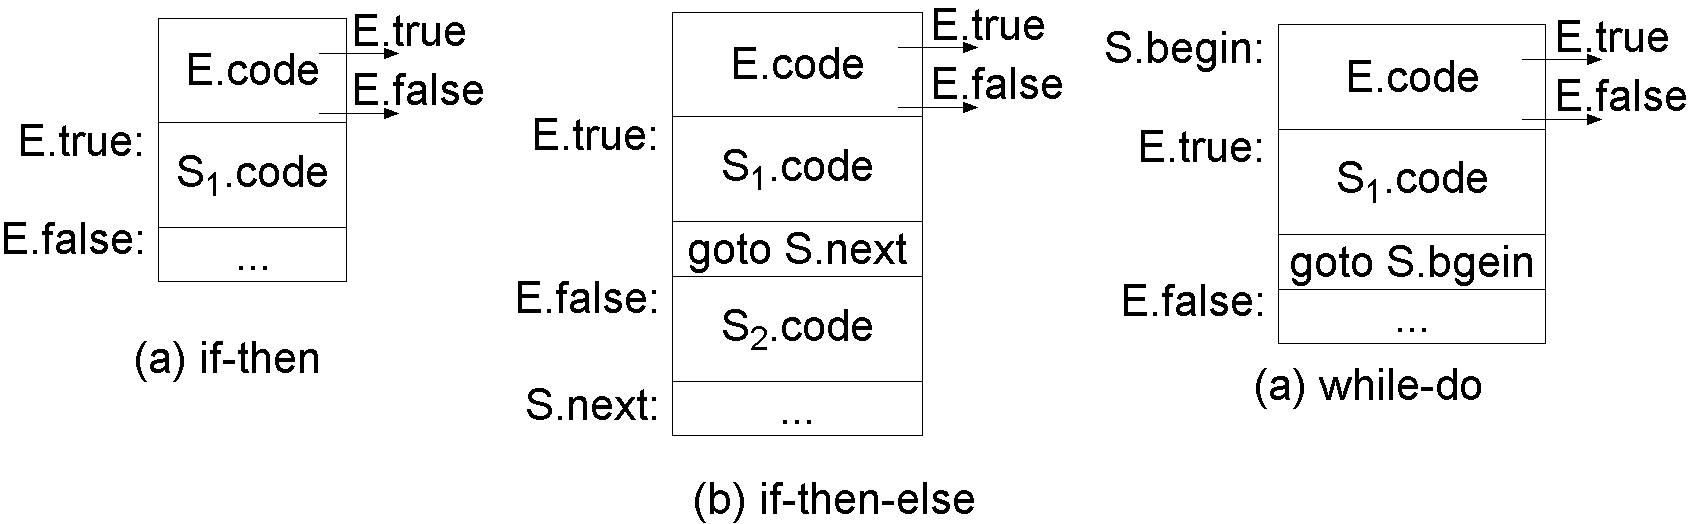 E.true
E.code
E.false
E.true:
S1.code
E.false:
...
(a) if-then
E.true
E.code
E.false
E.true:
S1.code
goto S.next
E.false:
S2.code
S.next:
...
(b) if-then-else
S.begin:
E.true
E.code
E.false
E.true:
S1.code
goto S.bgein
E.false:
...
(a) while-do